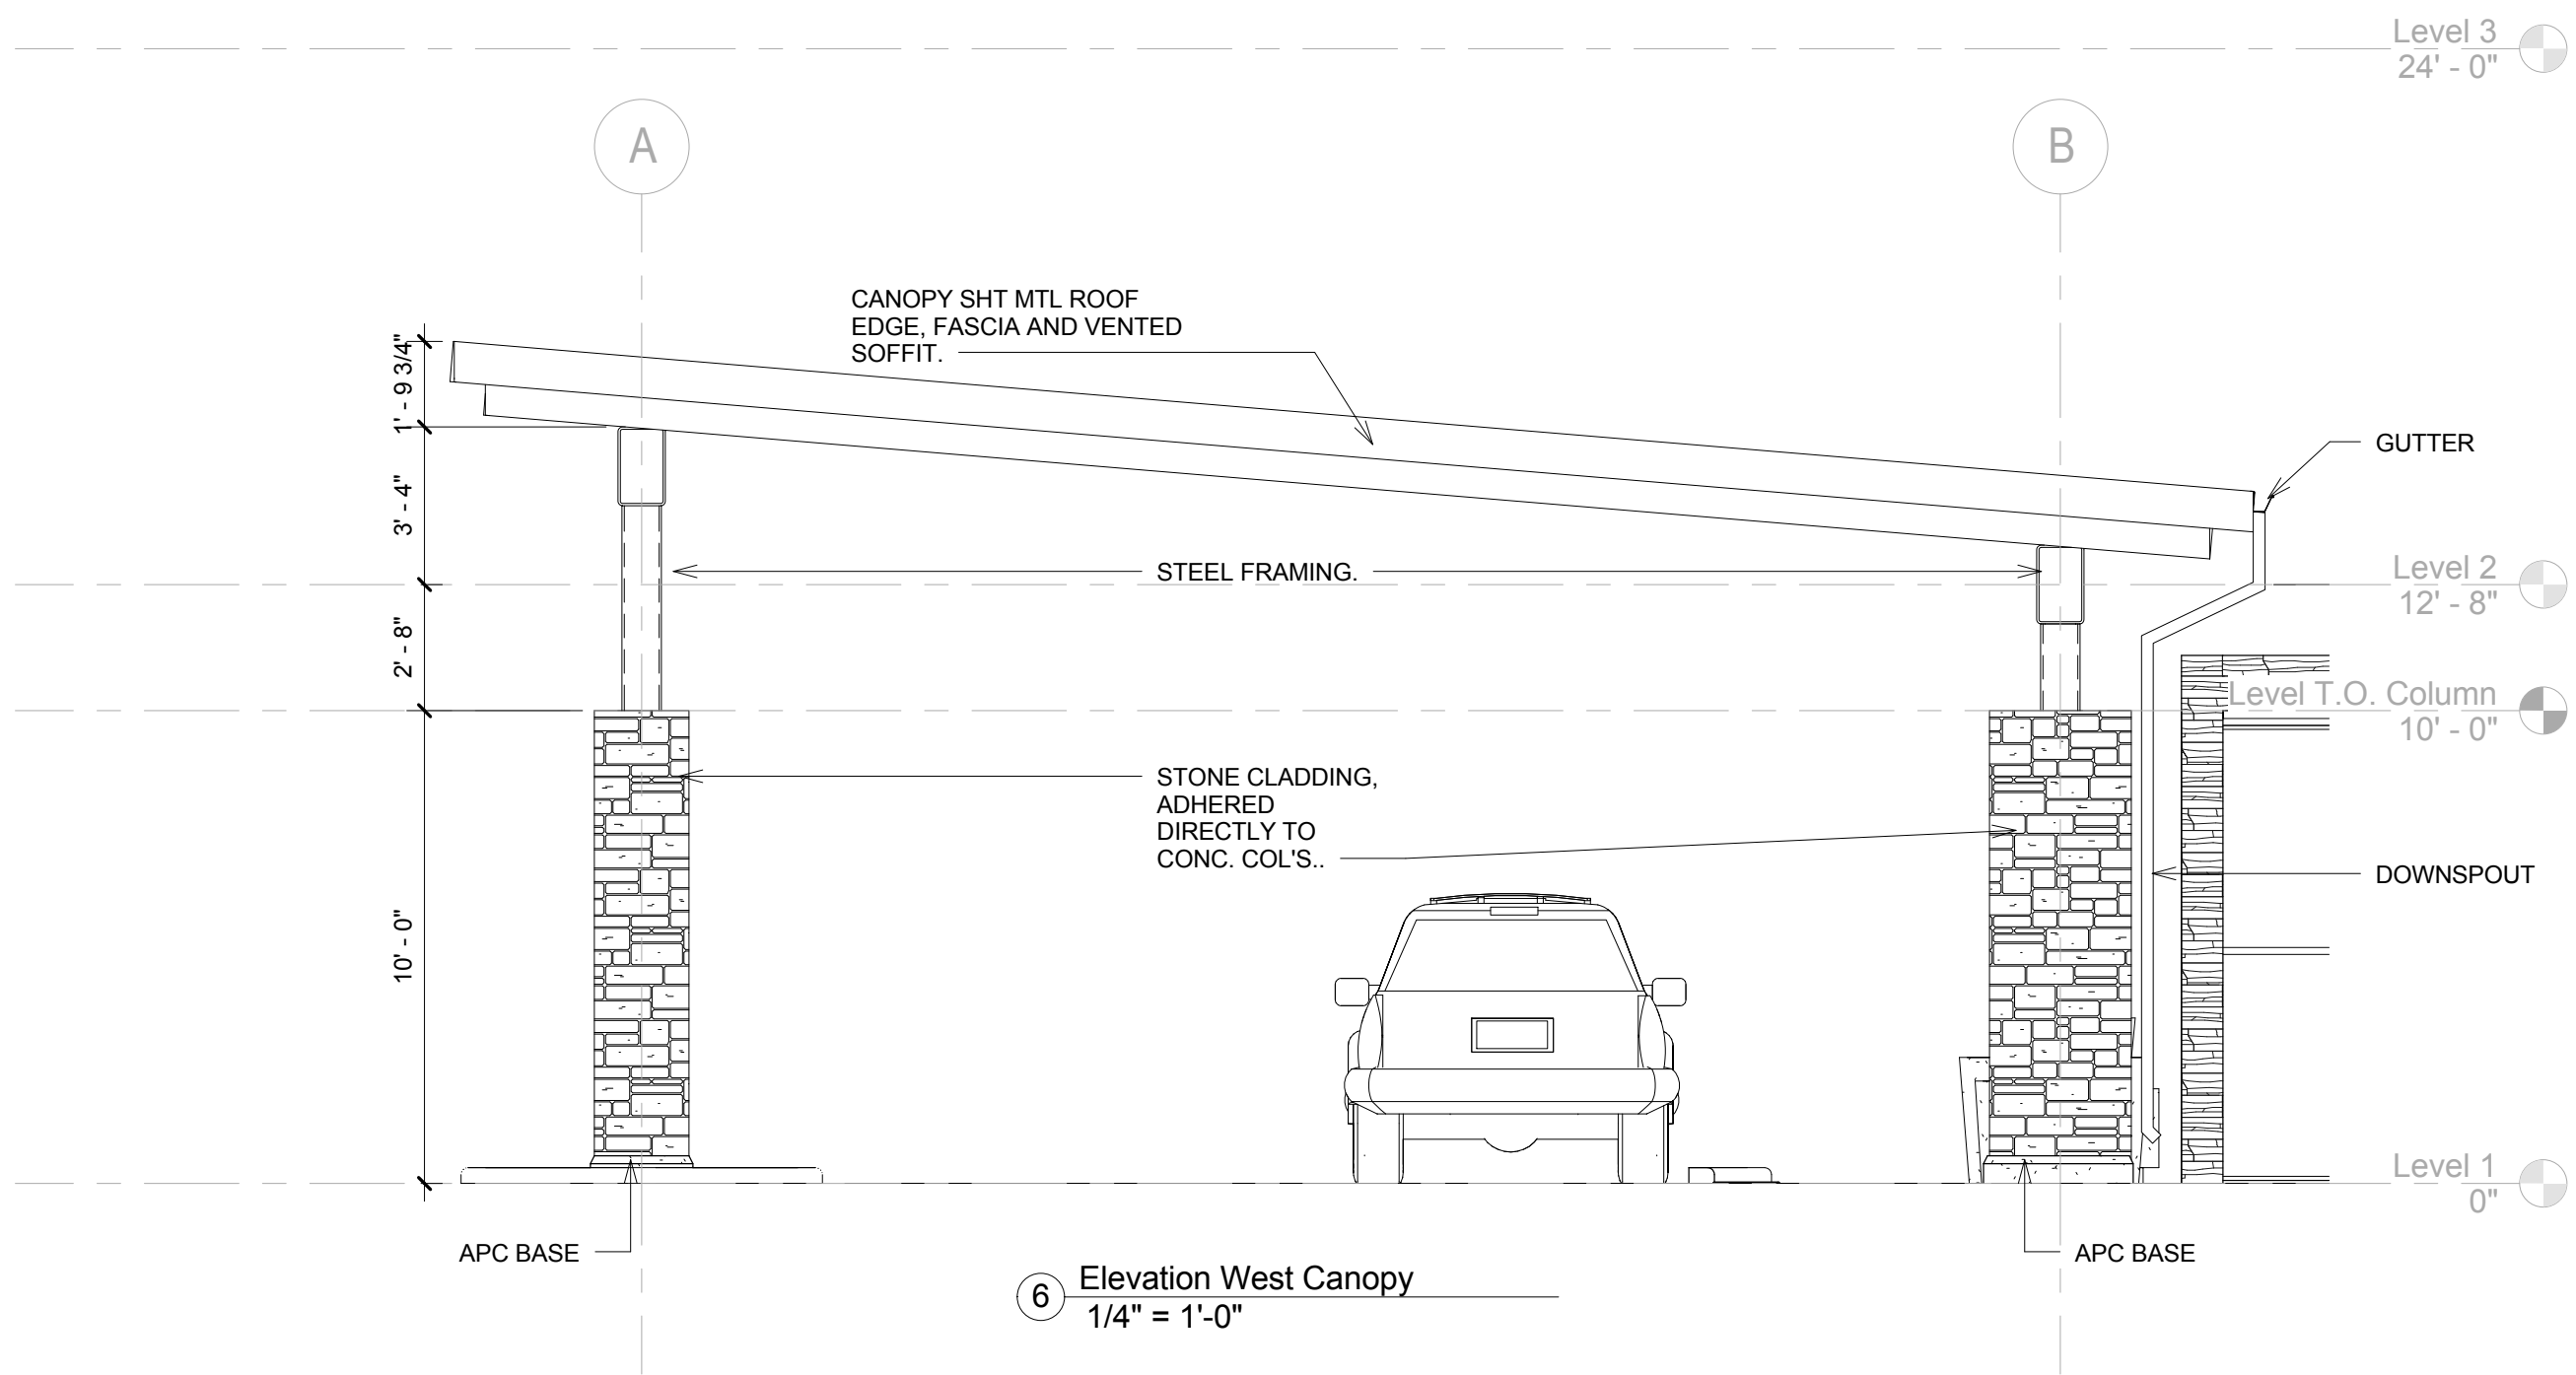 Level 3
24' - 0"
A
B
CANOPY SHT MTL ROOF
EDGE, FASCIA AND VENTED
SOFFIT.
1' - 9 3/4"
GUTTER
3' - 4"
STEEL FRAMING.
Level 2
12' - 8"
2' - 8"
Level T.O. Column
10' - 0"
STONE CLADDING,
ADHERED
DIRECTLY TO
CONC. COL'S..
DOWNSPOUT
10' - 0"
Level 1
0"
APC BASE
APC BASE
6
Elevation West Canopy
1/4" = 1'-0"